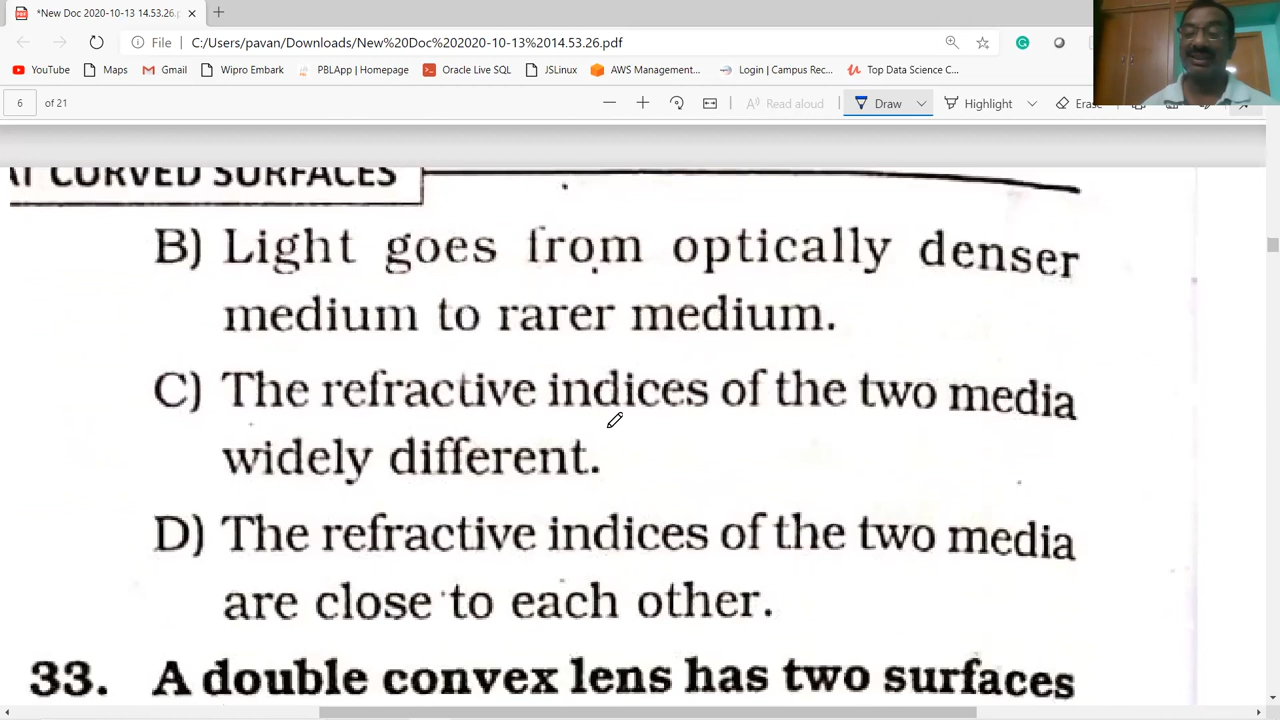 *New Doc 2020-10-13 14.53.26.p
File C:/Users/pavan/Downloads/New%20Doc%202020-10-13%2014.53.26.pdf
YouTube Maps Gmail Wipro Embark PBLApp | Homepage Oracle Live SQL JSLinux AWS Management... Login | Campus Rec... Top Data Science C...
6 of 21 Read aloud Draw Highlight Erase
AT CURVED SURFACES
B) Light goes from optically denser
medium to rarer medium.
C) The refractive indices of the two media
widely different.
D) The refractive indices of the two media
are close to each other.
33. A double convex lens has two surfaces